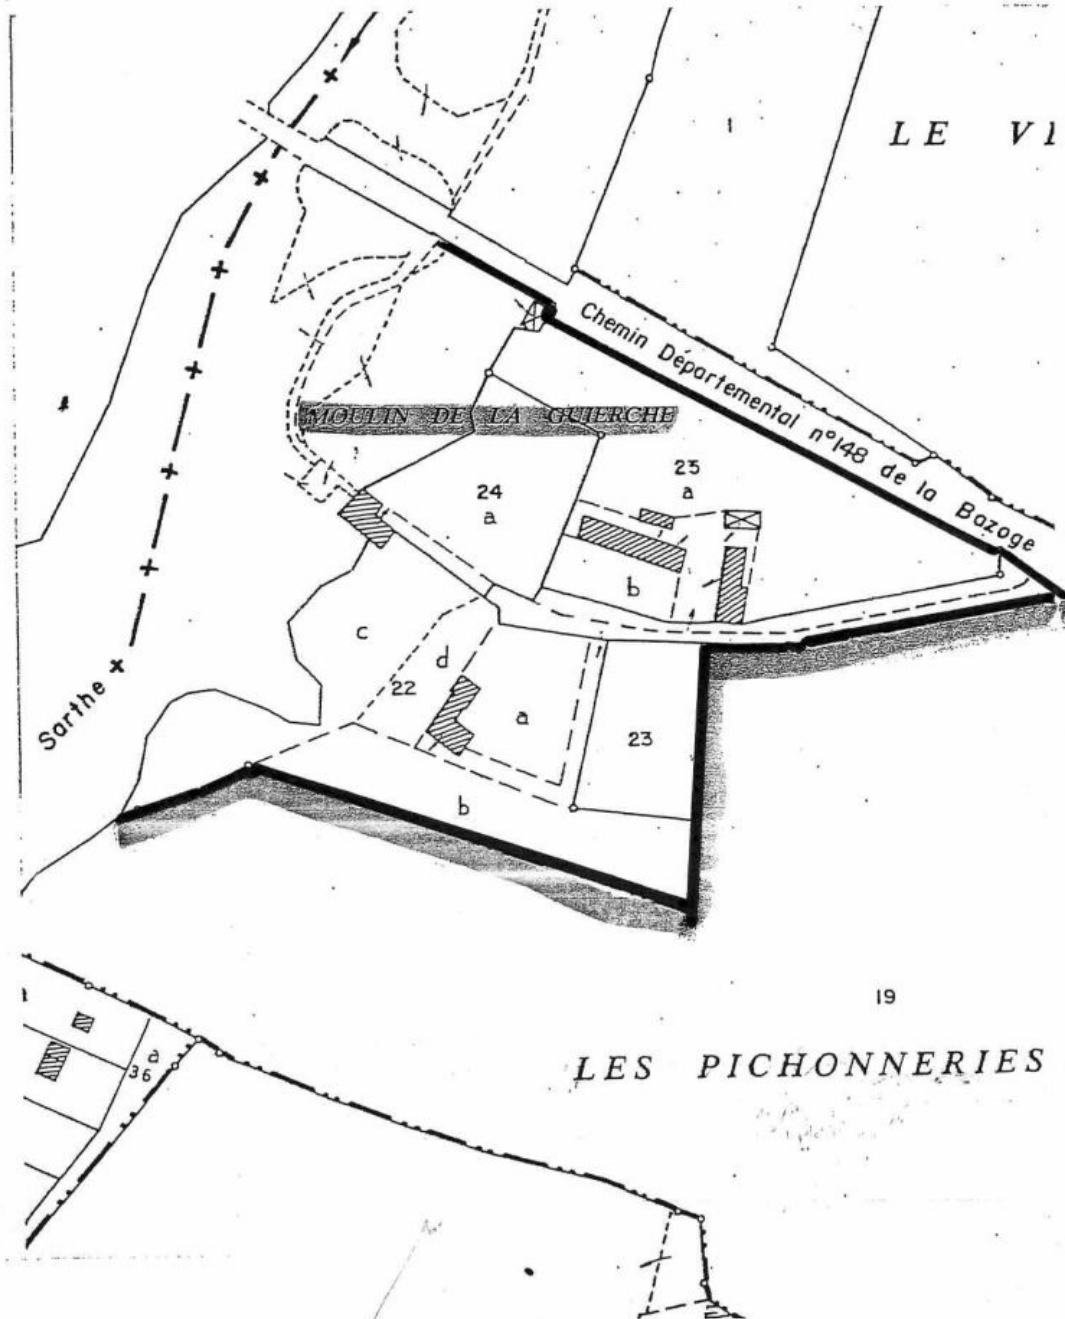 1
LE VI
Chemin Départemental n°148 de la Bazoge
MOULIN DE LA GUIERCHE
24
a
25
a
b
c
d
22
a
23
b
Sarthe
19
LES PICHONNERIES
a
36